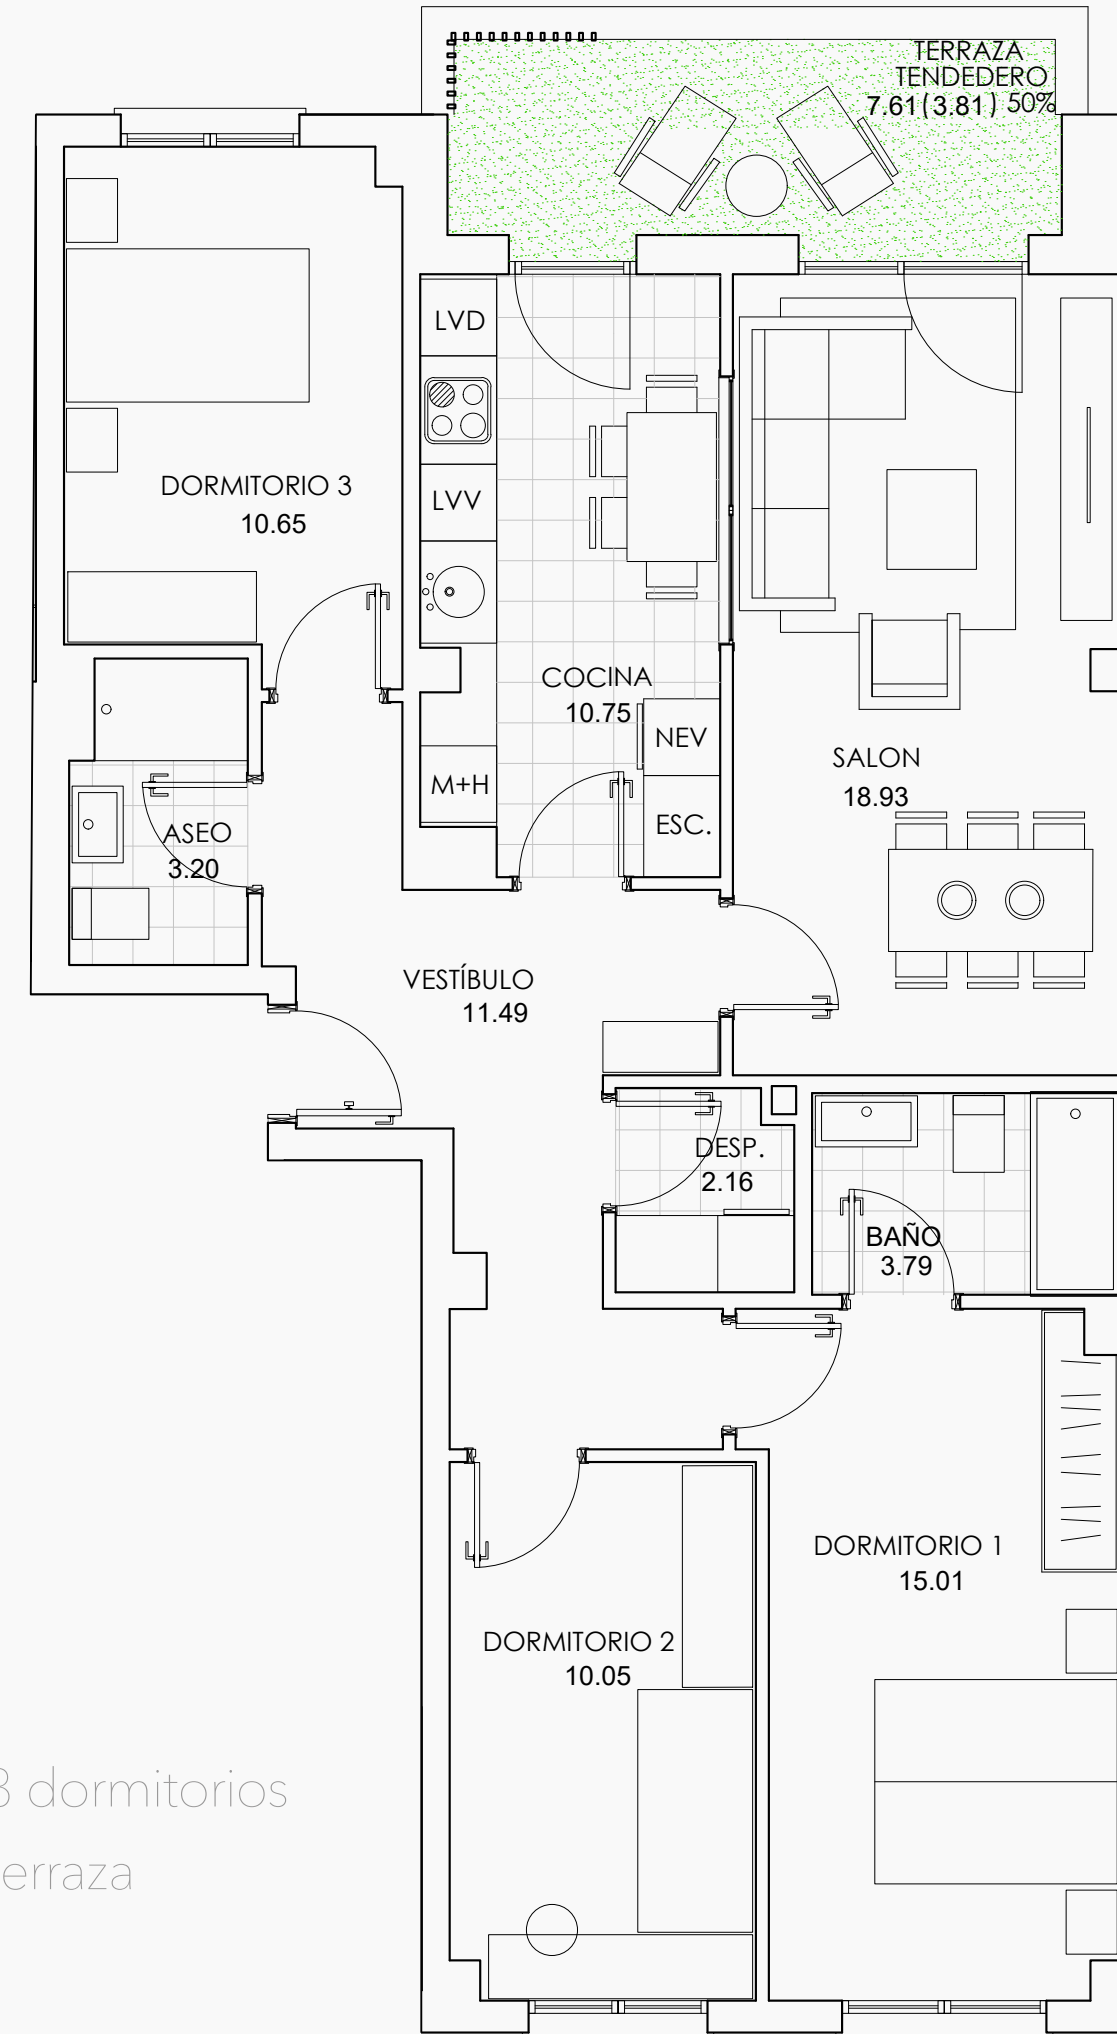 TERRAZA
TENDEDERO
7.61(3.81) 50%
LVD
DORMITORIO 3
10.65
LVV
COCINA
10.75
NEV
M+H
ESC.
SALON
18.93
ASEO
3.20
VESTÍBULO
11.49
DESP.
2.16
BAÑO
3.79
DORMITORIO 1
15.01
DORMITORIO 2
10.05
3 dormitorios
erraza